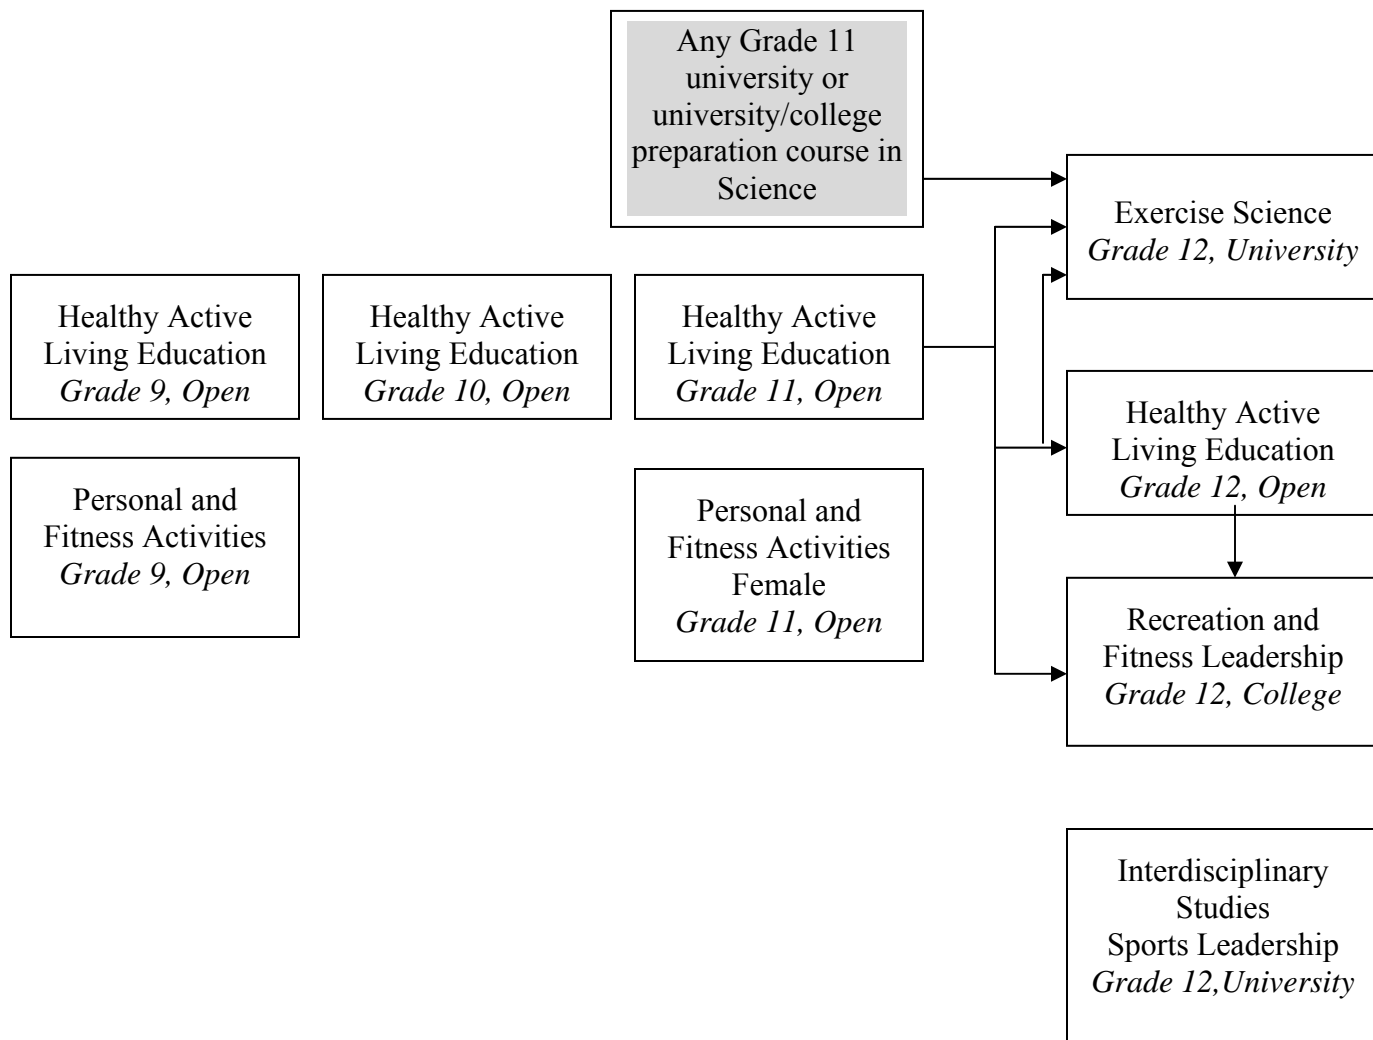 Any Grade 11
university or
university/college
preparation course in
Science
Exercise Science
Grade 12, University
Healthy Active
Living Education
Grade 9, Open
Healthy Active
Living Education
Grade 10, Open
Healthy Active
Living Education
Grade 11, Open
Healthy Active
Living Education
Grade 12, Open
Personal and
Fitness Activities
Grade 9, Open
Personal and
Fitness Activities
Female
Grade 11, Open
Recreation and
Fitness Leadership
Grade 12, College
Interdisciplinary
Studies
Sports Leadership
Grade 12,University